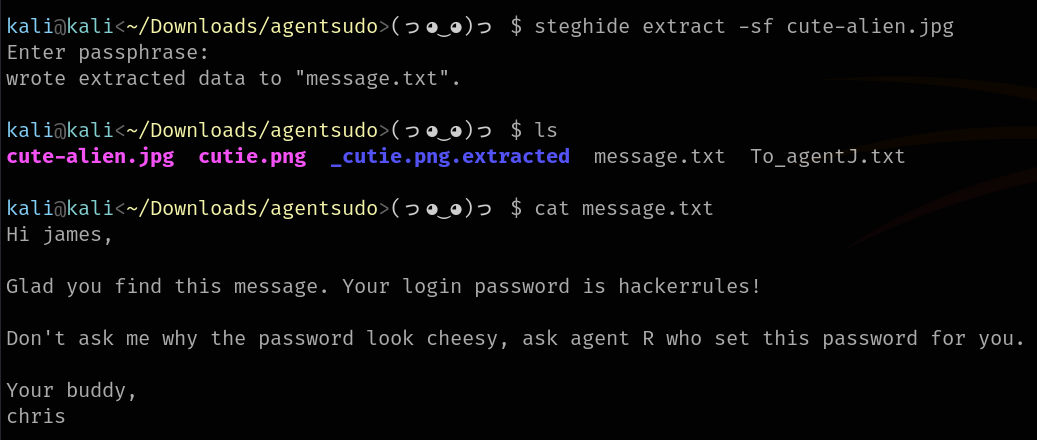 kali@kali<~/Downloads/agentsudo>(っ◕‿◕)っ $ steghide extract -sf cute-alien.jpg
Enter passphrase:
wrote extracted data to "message.txt".
kali@kali<~/Downloads/agentsudo>(っ◕‿◕)っ $ ls
cute-alien.jpg cutie.png _cutie.png.extracted message.txt To_agentJ.txt
kali@kali<~/Downloads/agentsudo>(っ◕‿◕)っ $ cat message.txt
Hi james,
Glad you find this message. Your login password is hackerrules!
Don't ask me why the password look cheesy, ask agent R who set this password for you.
Your buddy,
chris